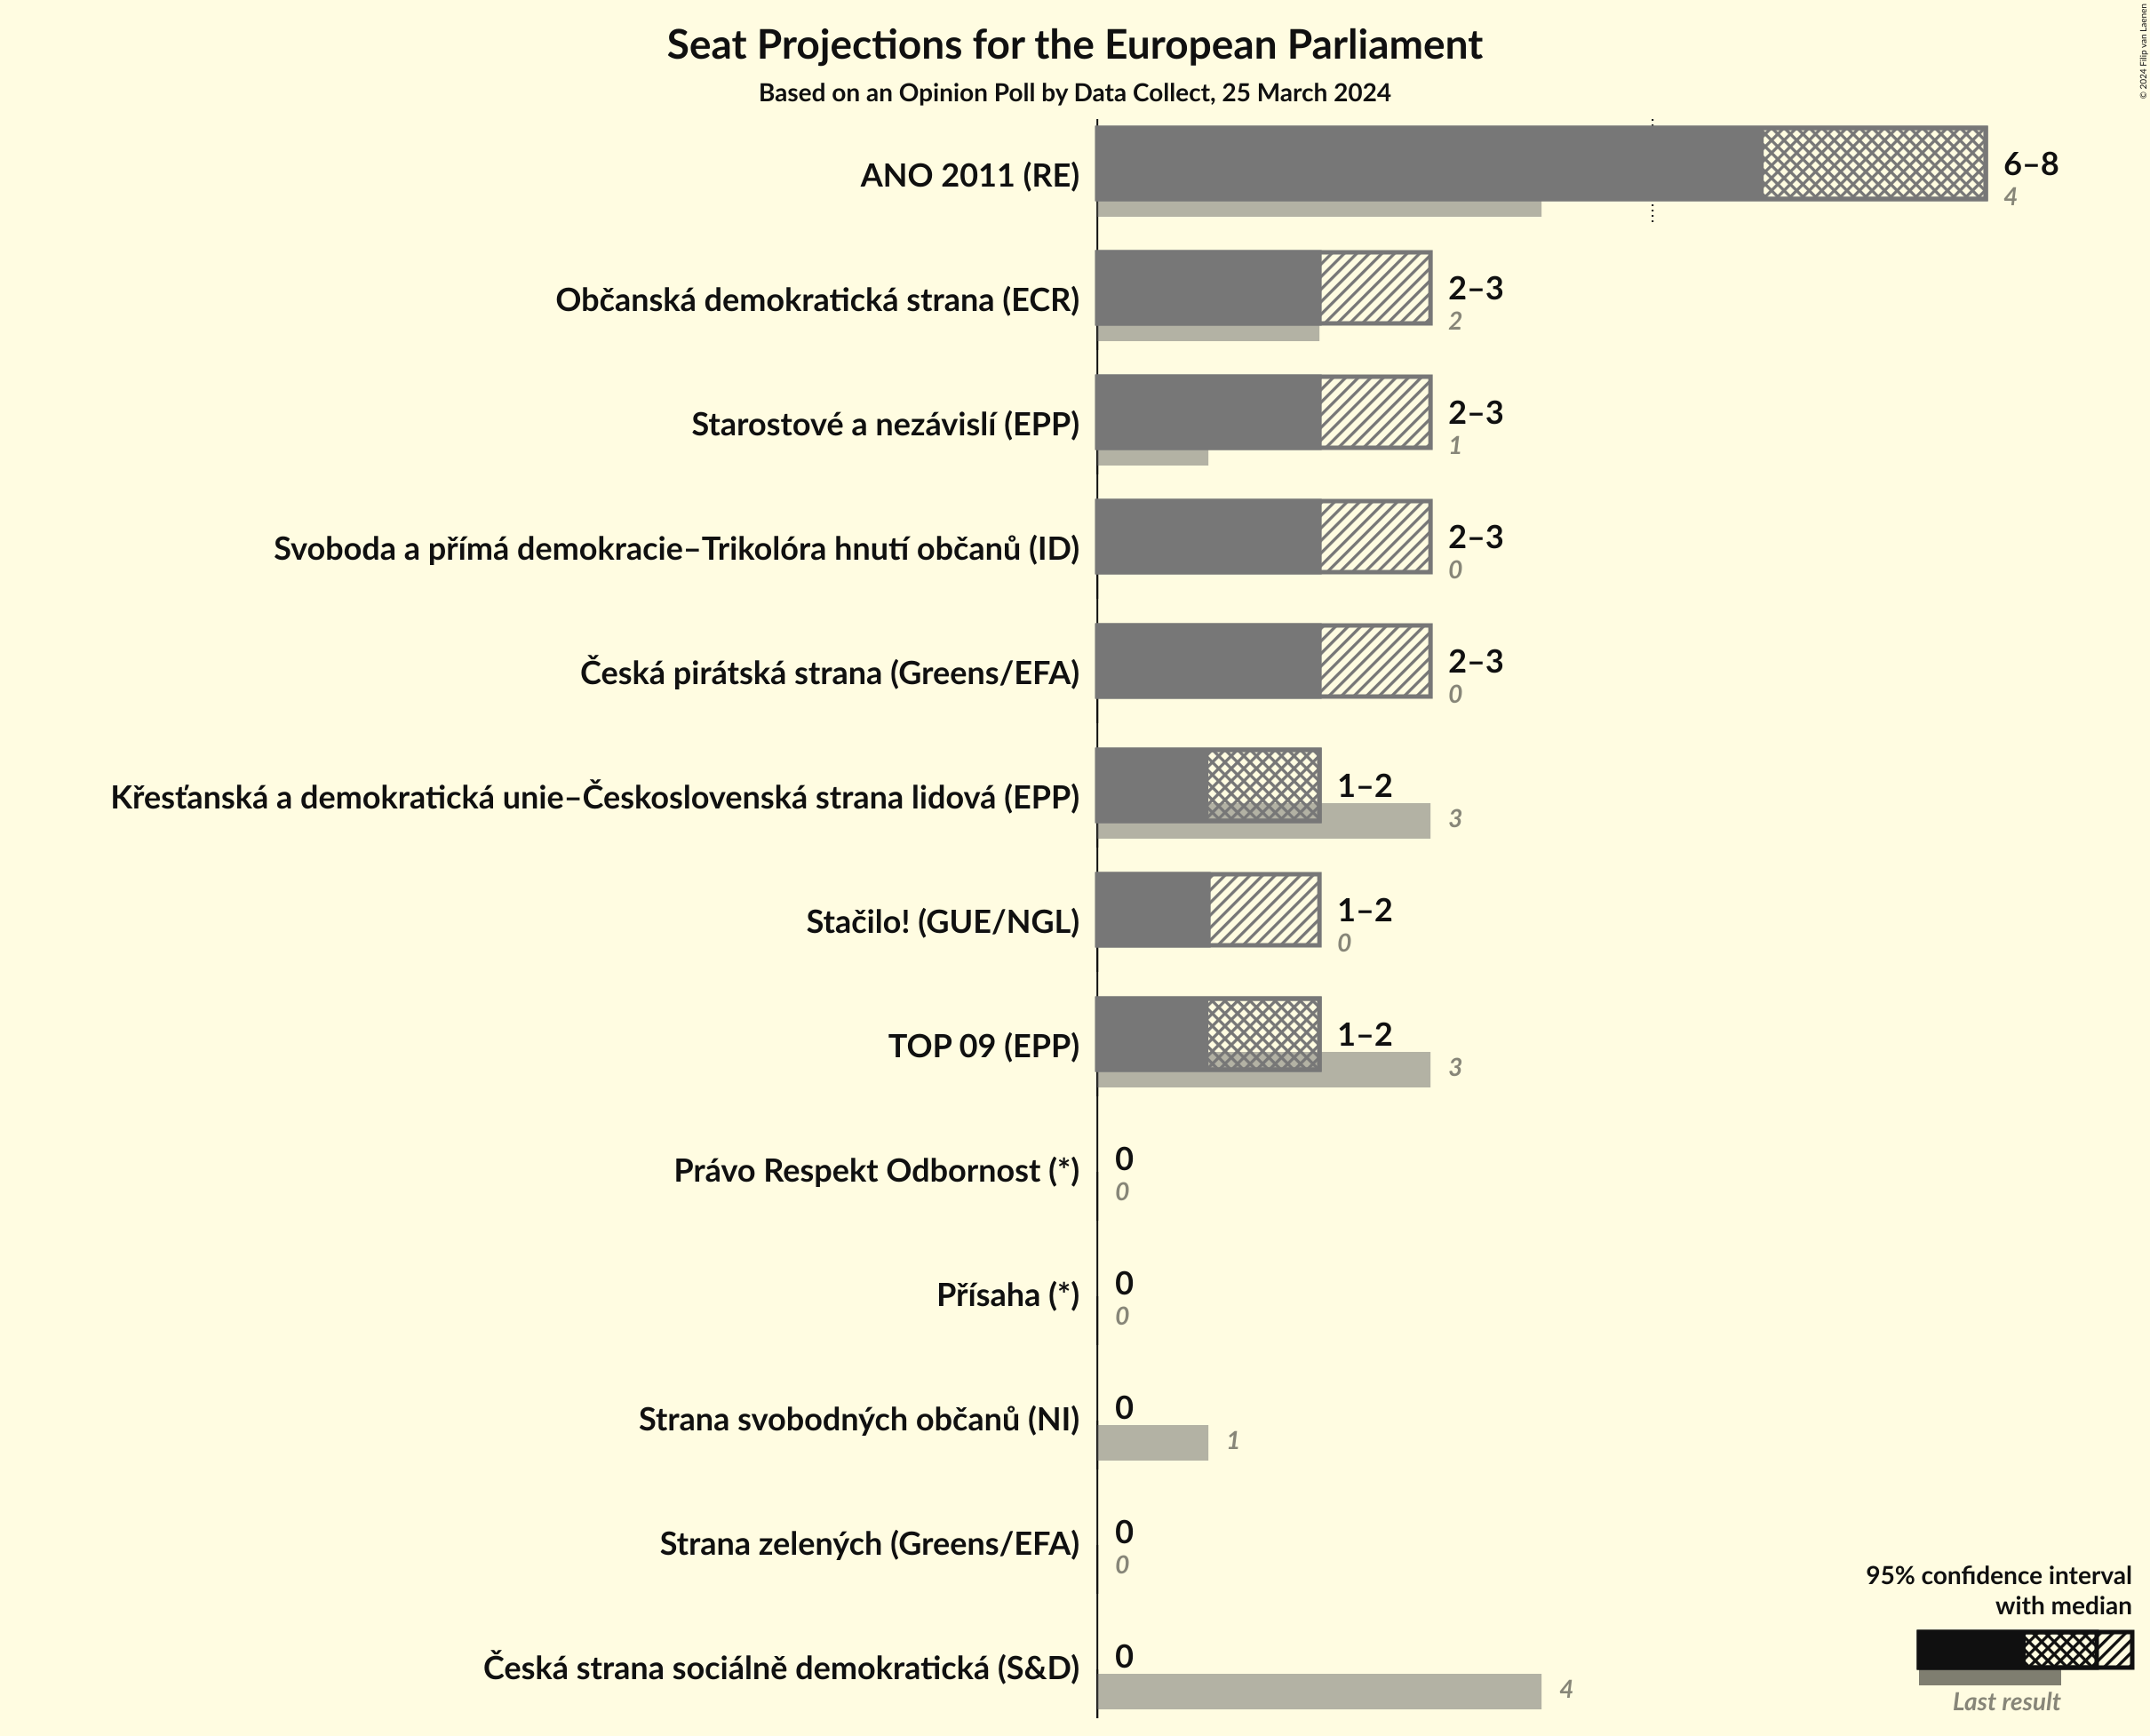 Seat Projections for the European Parliament
Based on an Opinion Poll by Data Collect, 25 March 2024
© 2024 Filip van Laenen
ANO 2011 (RE)
6–8
4
Občanská demokratická strana (ECR)
2–3
2
Starostové a nezávislí (EPP)
2–3
1
Svoboda a přímá demokracie–Trikolóra hnutí občanů (ID)
2–3
0
Česká pirátská strana (Greens/EFA)
2–3
0
Křesťanská a demokratická unie–Československá strana lidová (EPP)
1–2
3
Stačilo! (GUE/NGL)
1–2
0
TOP 09 (EPP)
1–2
3
Právo Respekt Odbornost (*)
0
0
Přísaha (*)
0
0
Strana svobodných občanů (NI)
0
1
Strana zelených (Greens/EFA)
0
0
Česká strana sociálně demokratická (S&D)
0
4
95% confidence interval
with median
Last result